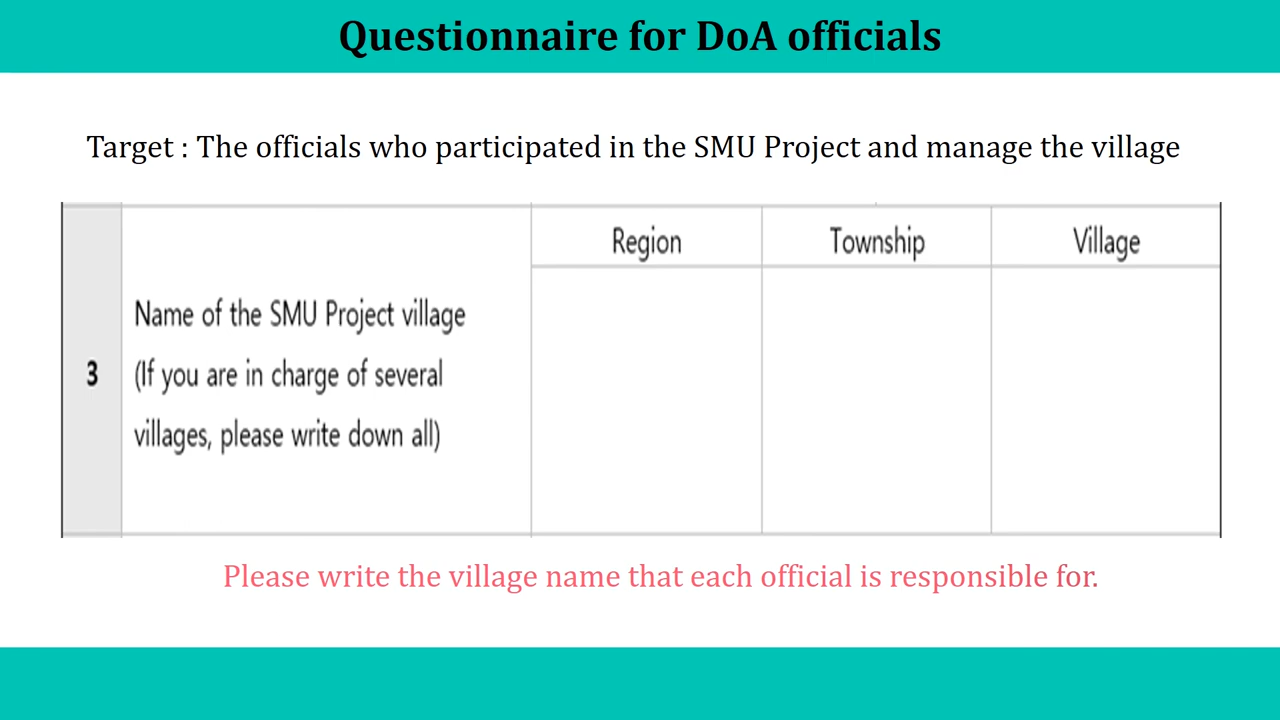 Questionnaire for DoA officials
Target : The officials who participated in the SMU Project and manage the village
Region Township Village
3
Name of the SMU Project village
(If you are in charge of several
villages, please write down all)
Please write the village name that each official is responsible for.